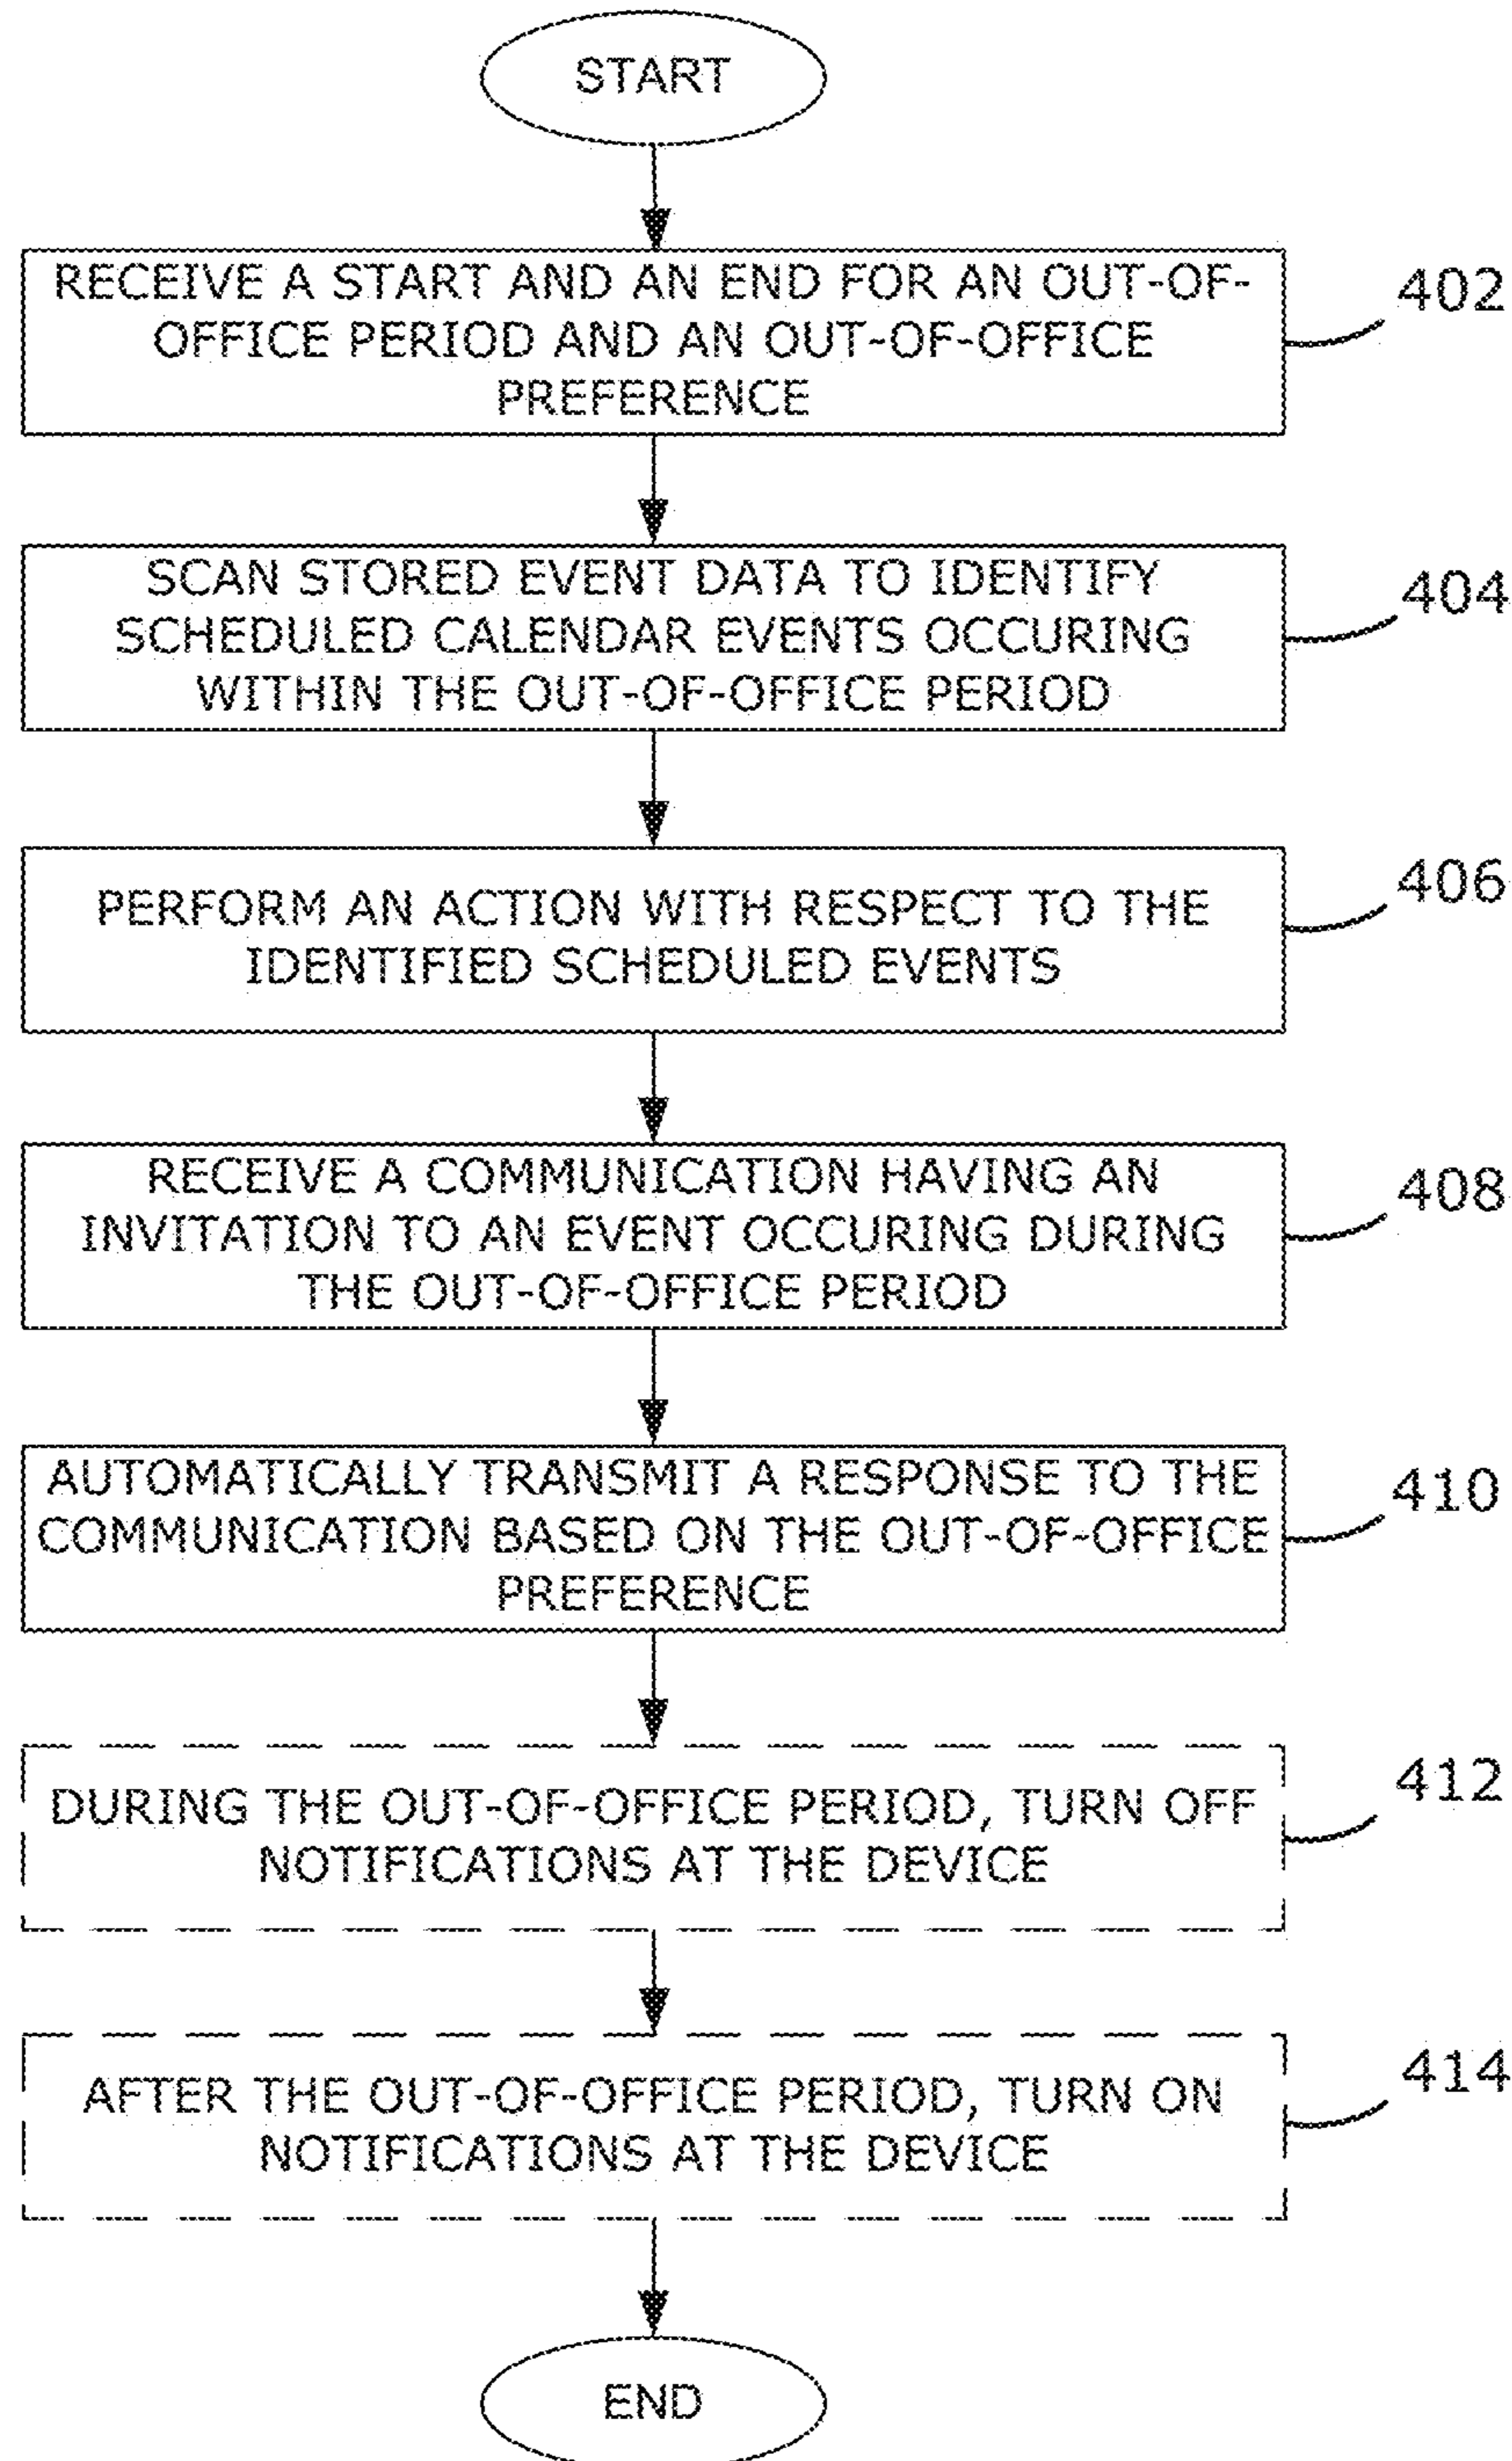 START
RECEIVE A START AND AN END FOR AN OUT-OF-
OFFICE PERIOD AND AN OUT-OF-OFFICE
PREFERENCE
402
SCAN STORED EVENT DATA TO IDENTIFY
SCHEDULED CALENDAR EVENTS OCCURING
WITHIN THE OUT-OF-OFFICE PERIOD
404
PERFORM AN ACTION WITH RESPECT TO THE
IDENTIFIED SCHEDULED EVENTS
406
RECEIVE A COMMUNICATION HAVING AN
INVITATION TO AN EVENT OCCURING DURING
THE OUT-OF-OFFICE PERIOD
408
AUTOMATICALLY TRANSMIT A RESPONSE TO THE
COMMUNICATION BASED ON THE OUT-OF-OFFICE
PREFERENCE
410
DURING THE OUT-OF-OFFICE PERIOD, TURN OFF
NOTIFICATIONS AT THE DEVICE
412
AFTER THE OUT-OF-OFFICE PERIOD, TURN ON
NOTIFICATIONS AT THE DEVICE
414
END